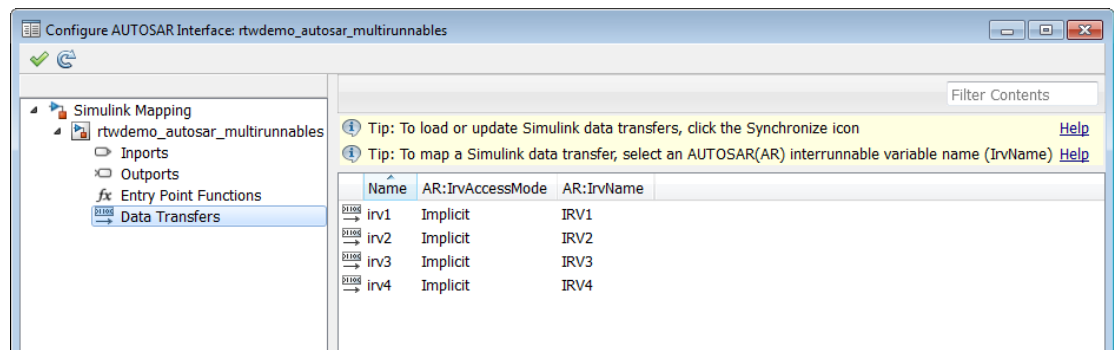 Configure AUTOSAR Interface: rtwdemo_autosar_multirunnables
Filter Contents
Simulink Mapping
rtwdemo_autosar_multirunnables
Inports
Outports
fx Entry Point Functions
Data Transfers
Tip: To load or update Simulink data transfers, click the Synchronize icon Help
Tip: To map a Simulink data transfer, select an AUTOSAR(AR) interrunnable variable name (IrvName) Help
Name AR:IrvAccessMode AR:IrvName
irv1 Implicit IRV1
irv2 Implicit IRV2
irv3 Implicit IRV3
irv4 Implicit IRV4